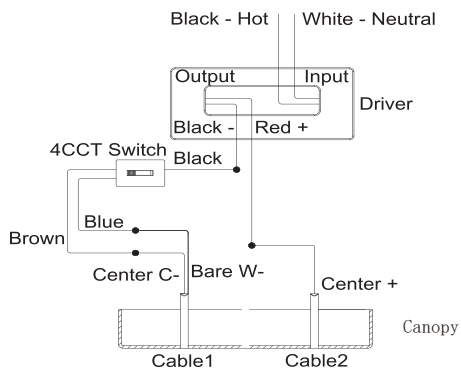 Black - Hot White - Neutral
Output Input
Driver
Black - Red +
4CCT Switch
Black
Blue
Brown
Center C- Bare W-
Center +
Canopy
Cable1 Cable2